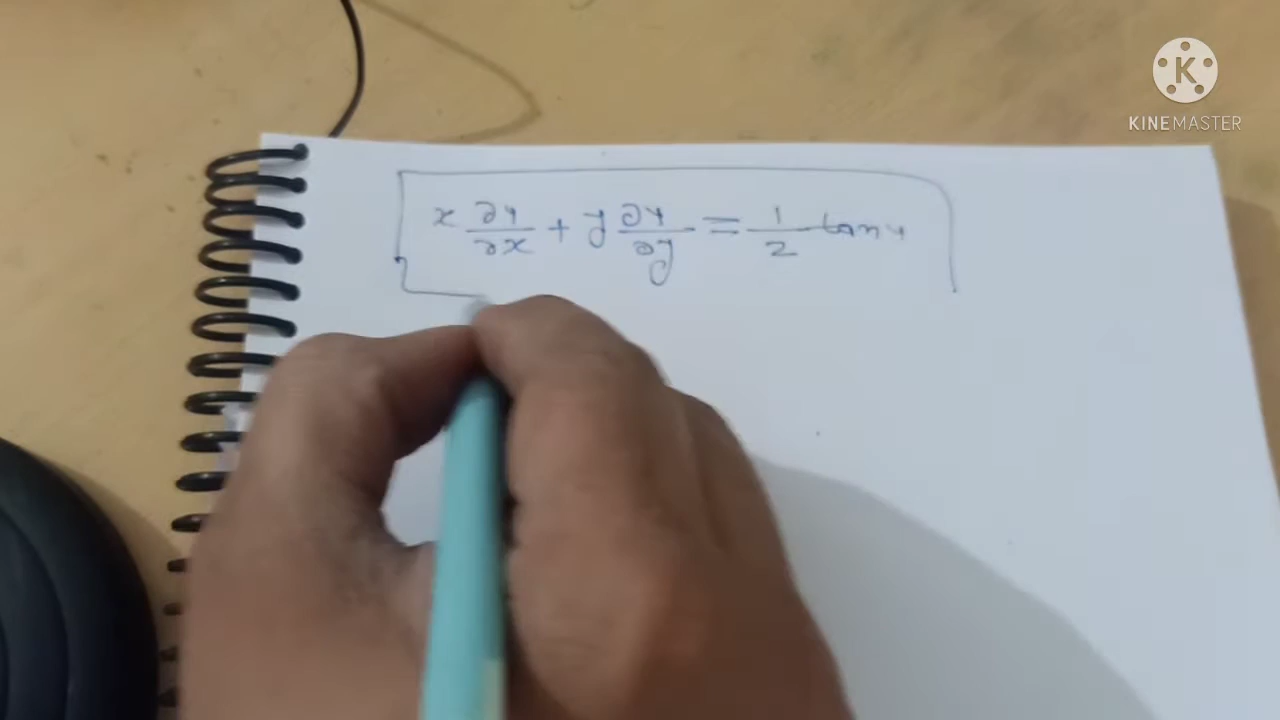 x ∂u/∂x + y ∂u/∂y = 1/2 tan u
K
KINEMASTER